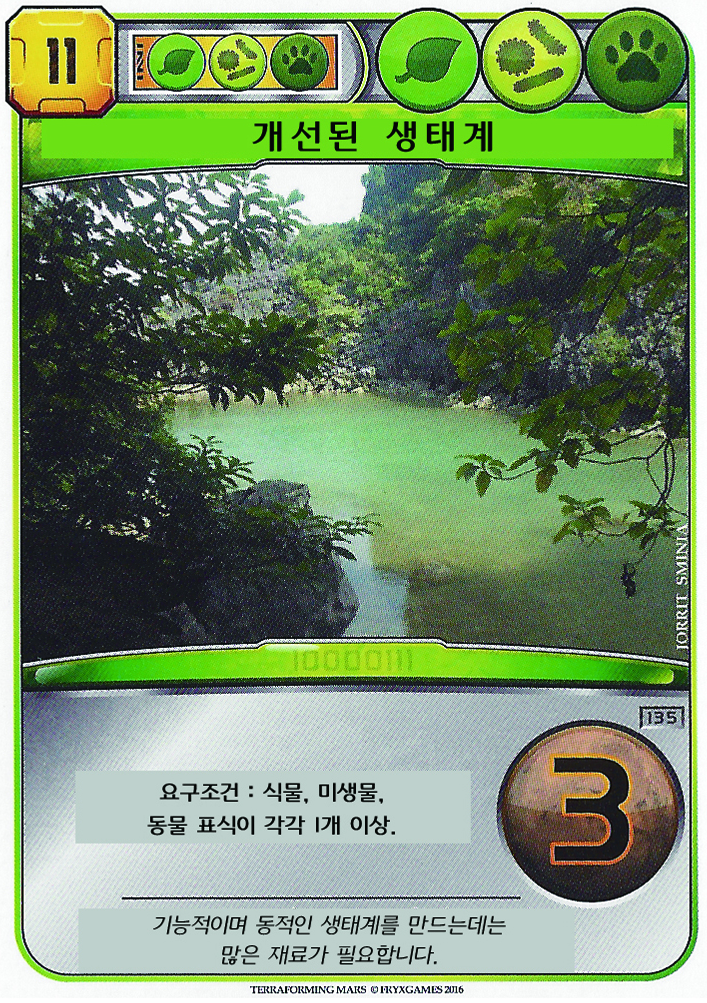 11
개선된 생태계
JORRIT SMINIA
10000111
135
요구조건 : 식물, 미생물,
동물 표식이 각각 1개 이상.
3
기능적이며 동적인 생태계를 만드는데는
많은 재료가 필요합니다.
TERRAFORMING MARS © FRYXGAMES 2016